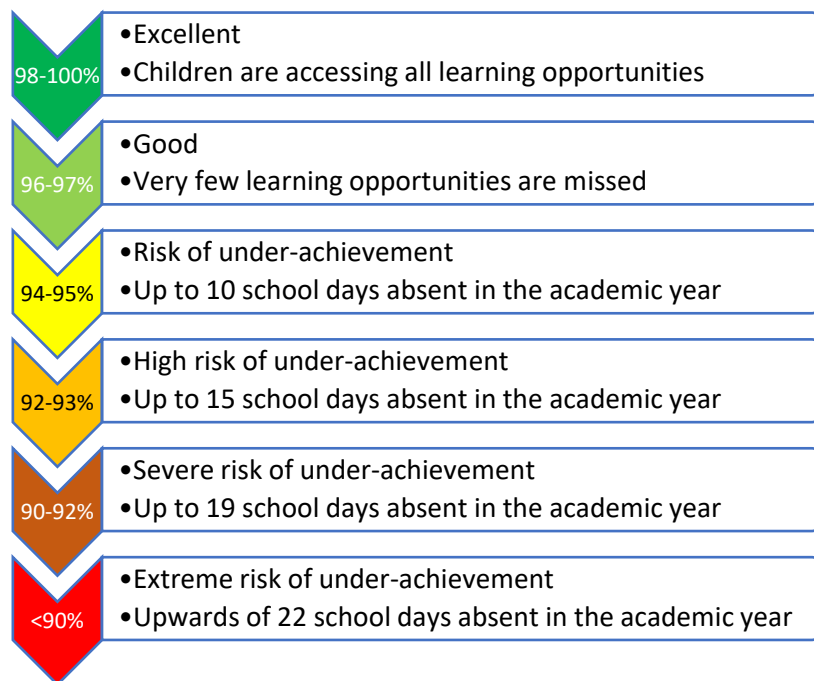 98-100%
•Excellent
•Children are accessing all learning opportunities
96-97%
•Good
•Very few learning opportunities are missed
94-95%
•Risk of under-achievement
•Up to 10 school days absent in the academic year
92-93%
•High risk of under-achievement
•Up to 15 school days absent in the academic year
90-92%
•Severe risk of under-achievement
•Up to 19 school days absent in the academic year
<90%
•Extreme risk of under-achievement
•Upwards of 22 school days absent in the academic year